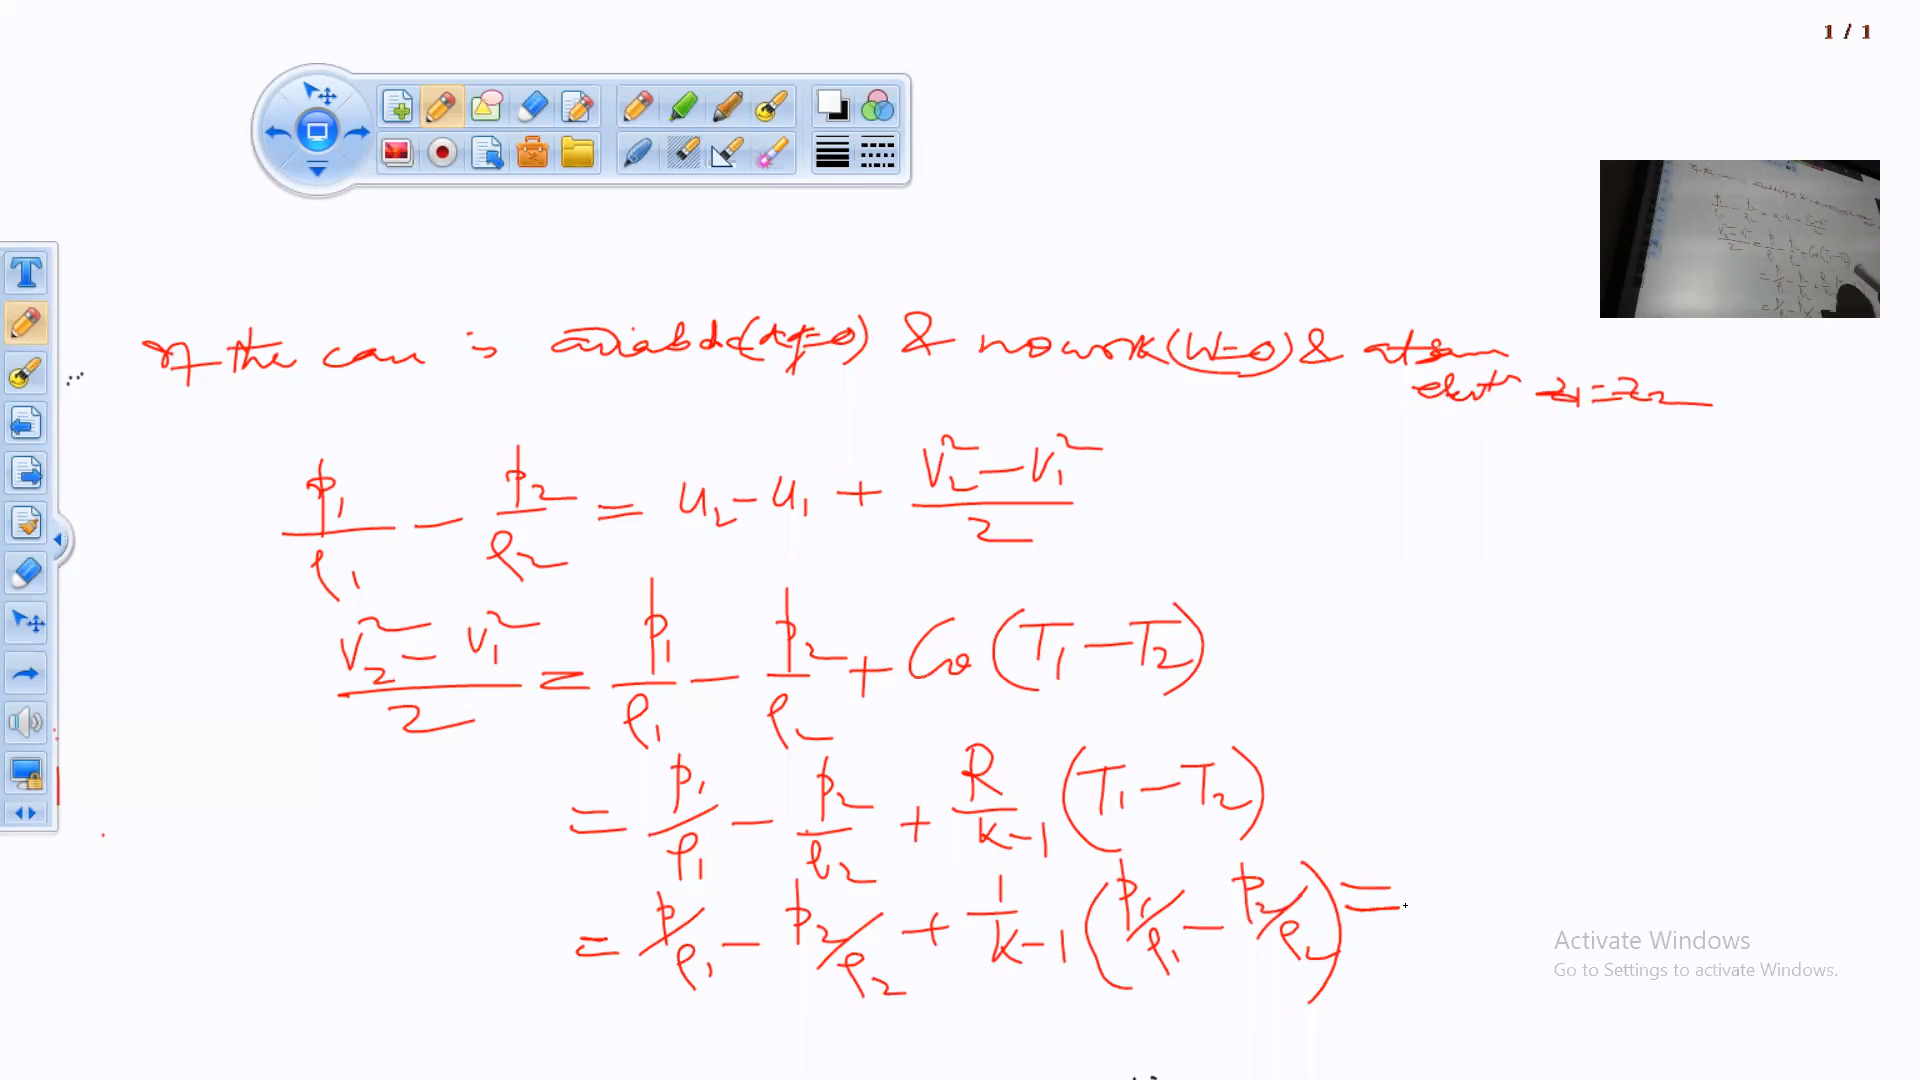 1 / 1
If the case is adiabatic (dq=0) & no work (W=0) & at same
elevⁿ z₁=z₂
p₁/ρ₁ − p₂/ρ₂ = u₂ − u₁ + (V₂² − V₁²)/2
(V₂² − V₁²)/2 = p₁/ρ₁ − p₂/ρ₂ + Cv (T₁ − T₂)
= p₁/ρ₁ − p₂/ρ₂ + R/(k−1) (T₁ − T₂)
= p/ρ₁ − p₂/ρ₂ + 1/(k−1) (p₁/ρ₁ − p₂/ρ₂) =
Activate Windows
Go to Settings to activate Windows.